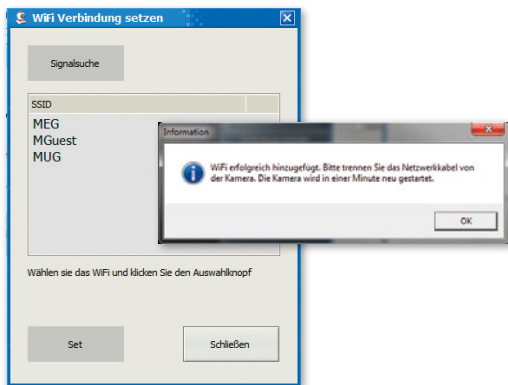 WiFi Verbindung setzen
Signalsuche
SSID
MEG
MGuest
MUG
Information
WiFi erfolgreich hinzugefügt. Bitte trennen Sie das Netzwerkkabel von
der Kamera. Die Kamera wird in einer Minute neu gestartet.
OK
Wählen sie das WiFi und klicken Sie den Auswahlknopf
Set
Schließen